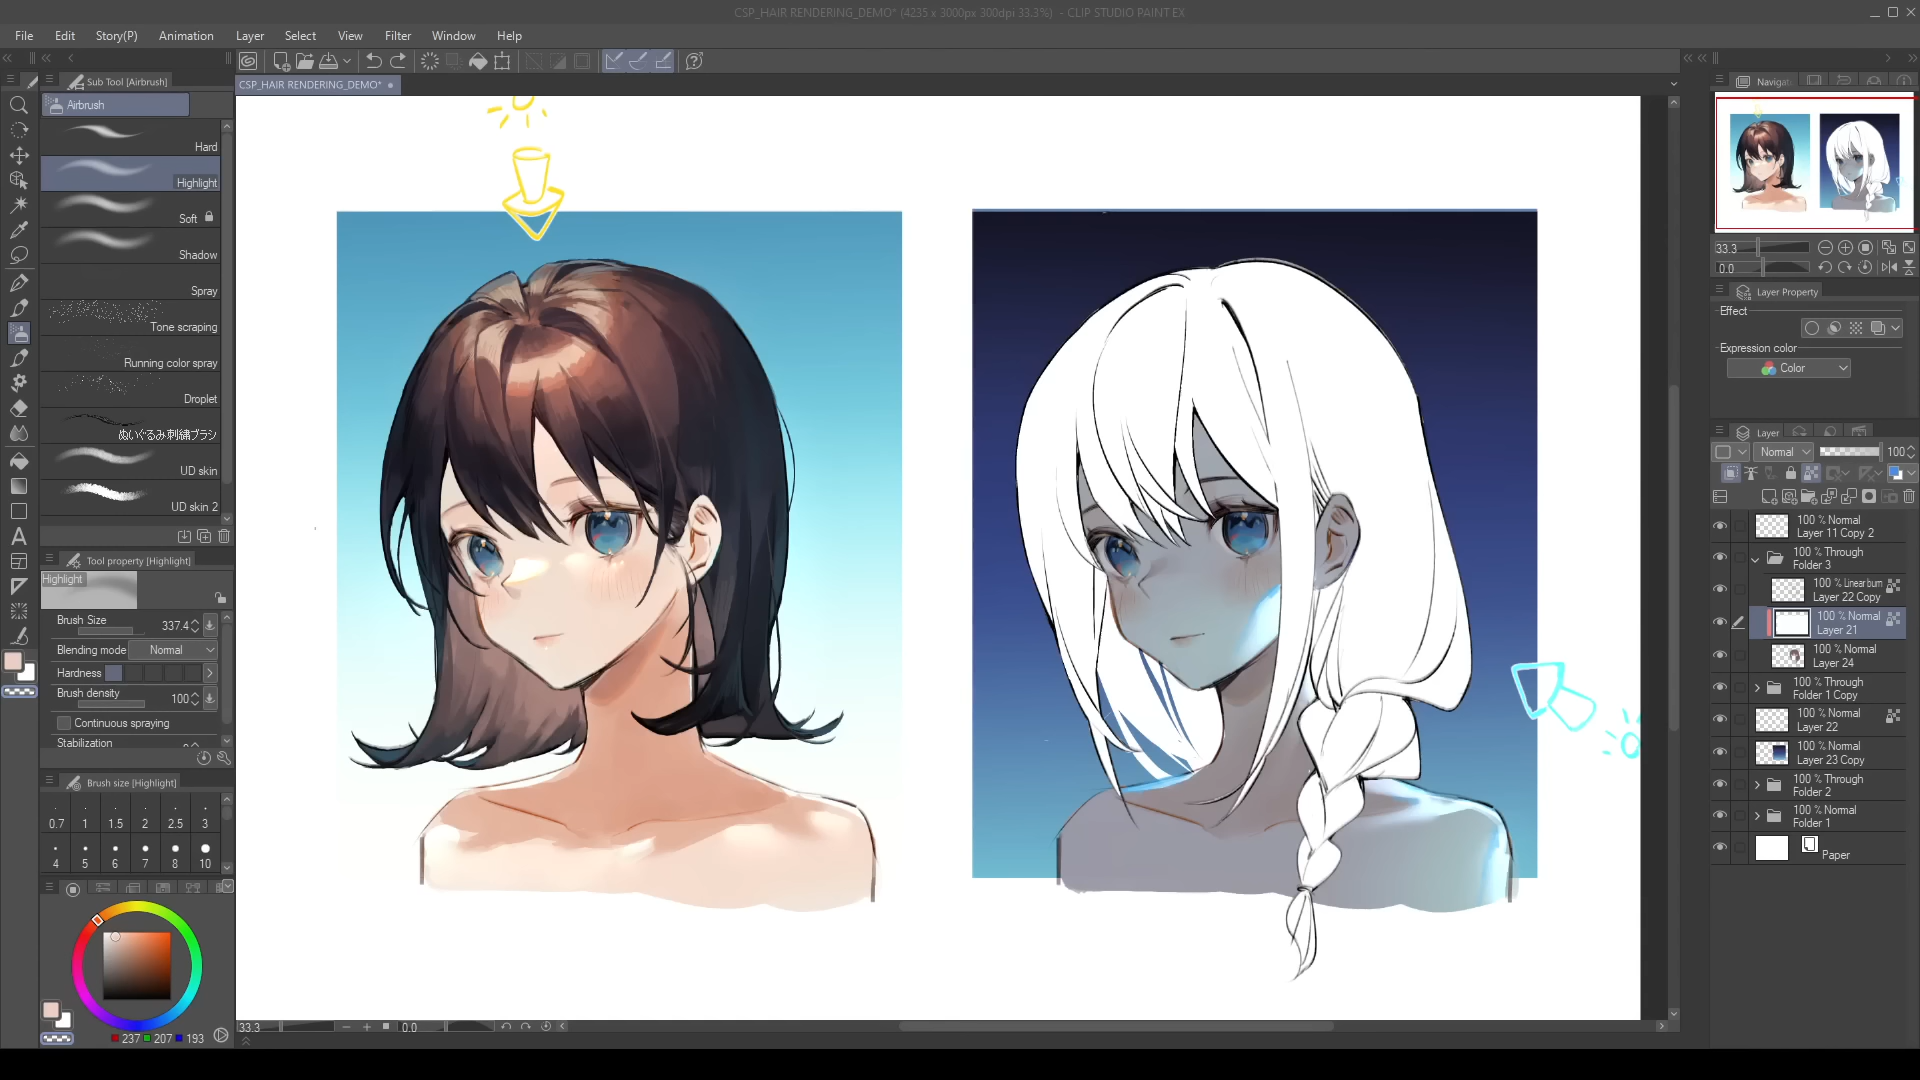 CSP_HAIR RENDERING_DEMO* (4235 x 3000px 300dpi 33.3%) - CLIP STUDIO PAINT EX
File Edit Story(P) Animation Layer Select View Filter Window Help
Sub Tool [Airbrush]
CSP_HAIR RENDERING_DEMO*
Airbrush
Hard
Highlight
Soft
Shadow
Spray
Tone scraping
Running color spray
Droplet
ぬいぐるみ刺繍ブラシ
UD skin
UD skin 2
Tool property [Highlight]
Highlight
Brush Size 337.4
Blending mode Normal
Hardness
Brush density 100
Continuous spraying
Stabilization
Brush size [Highlight]
0.7 1 1.5 2 2.5 3
4 5 6 7 8 10
237 207 193
33.3 0.0
Navigat
33.3
0.0
Layer Property
Effect
Expression color
Color
Layer
Normal 100
100 % Normal
Layer 11 Copy 2
100 % Through
Folder 3
100 % Linear burn
Layer 22 Copy
100 % Normal
Layer 21
100 % Normal
Layer 24
100 % Through
Folder 1 Copy
100 % Normal
Layer 22
100 % Normal
Layer 23 Copy
100 % Through
Folder 2
100 % Normal
Folder 1
Paper